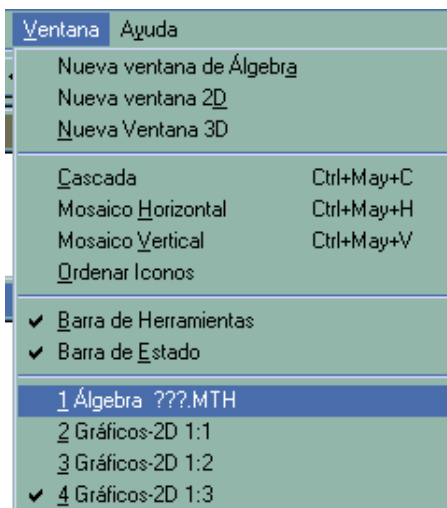 Ventana Ayuda
Nueva ventana de Álgebra
Nueva ventana 2D
Nueva Ventana 3D
Cascada Ctrl+May+C
Mosaico Horizontal Ctrl+May+H
Mosaico Vertical Ctrl+May+V
Ordenar Iconos
Barra de Herramientas
Barra de Estado
1 Álgebra ???.MTH
2 Gráficos-2D 1:1
3 Gráficos-2D 1:2
4 Gráficos-2D 1:3